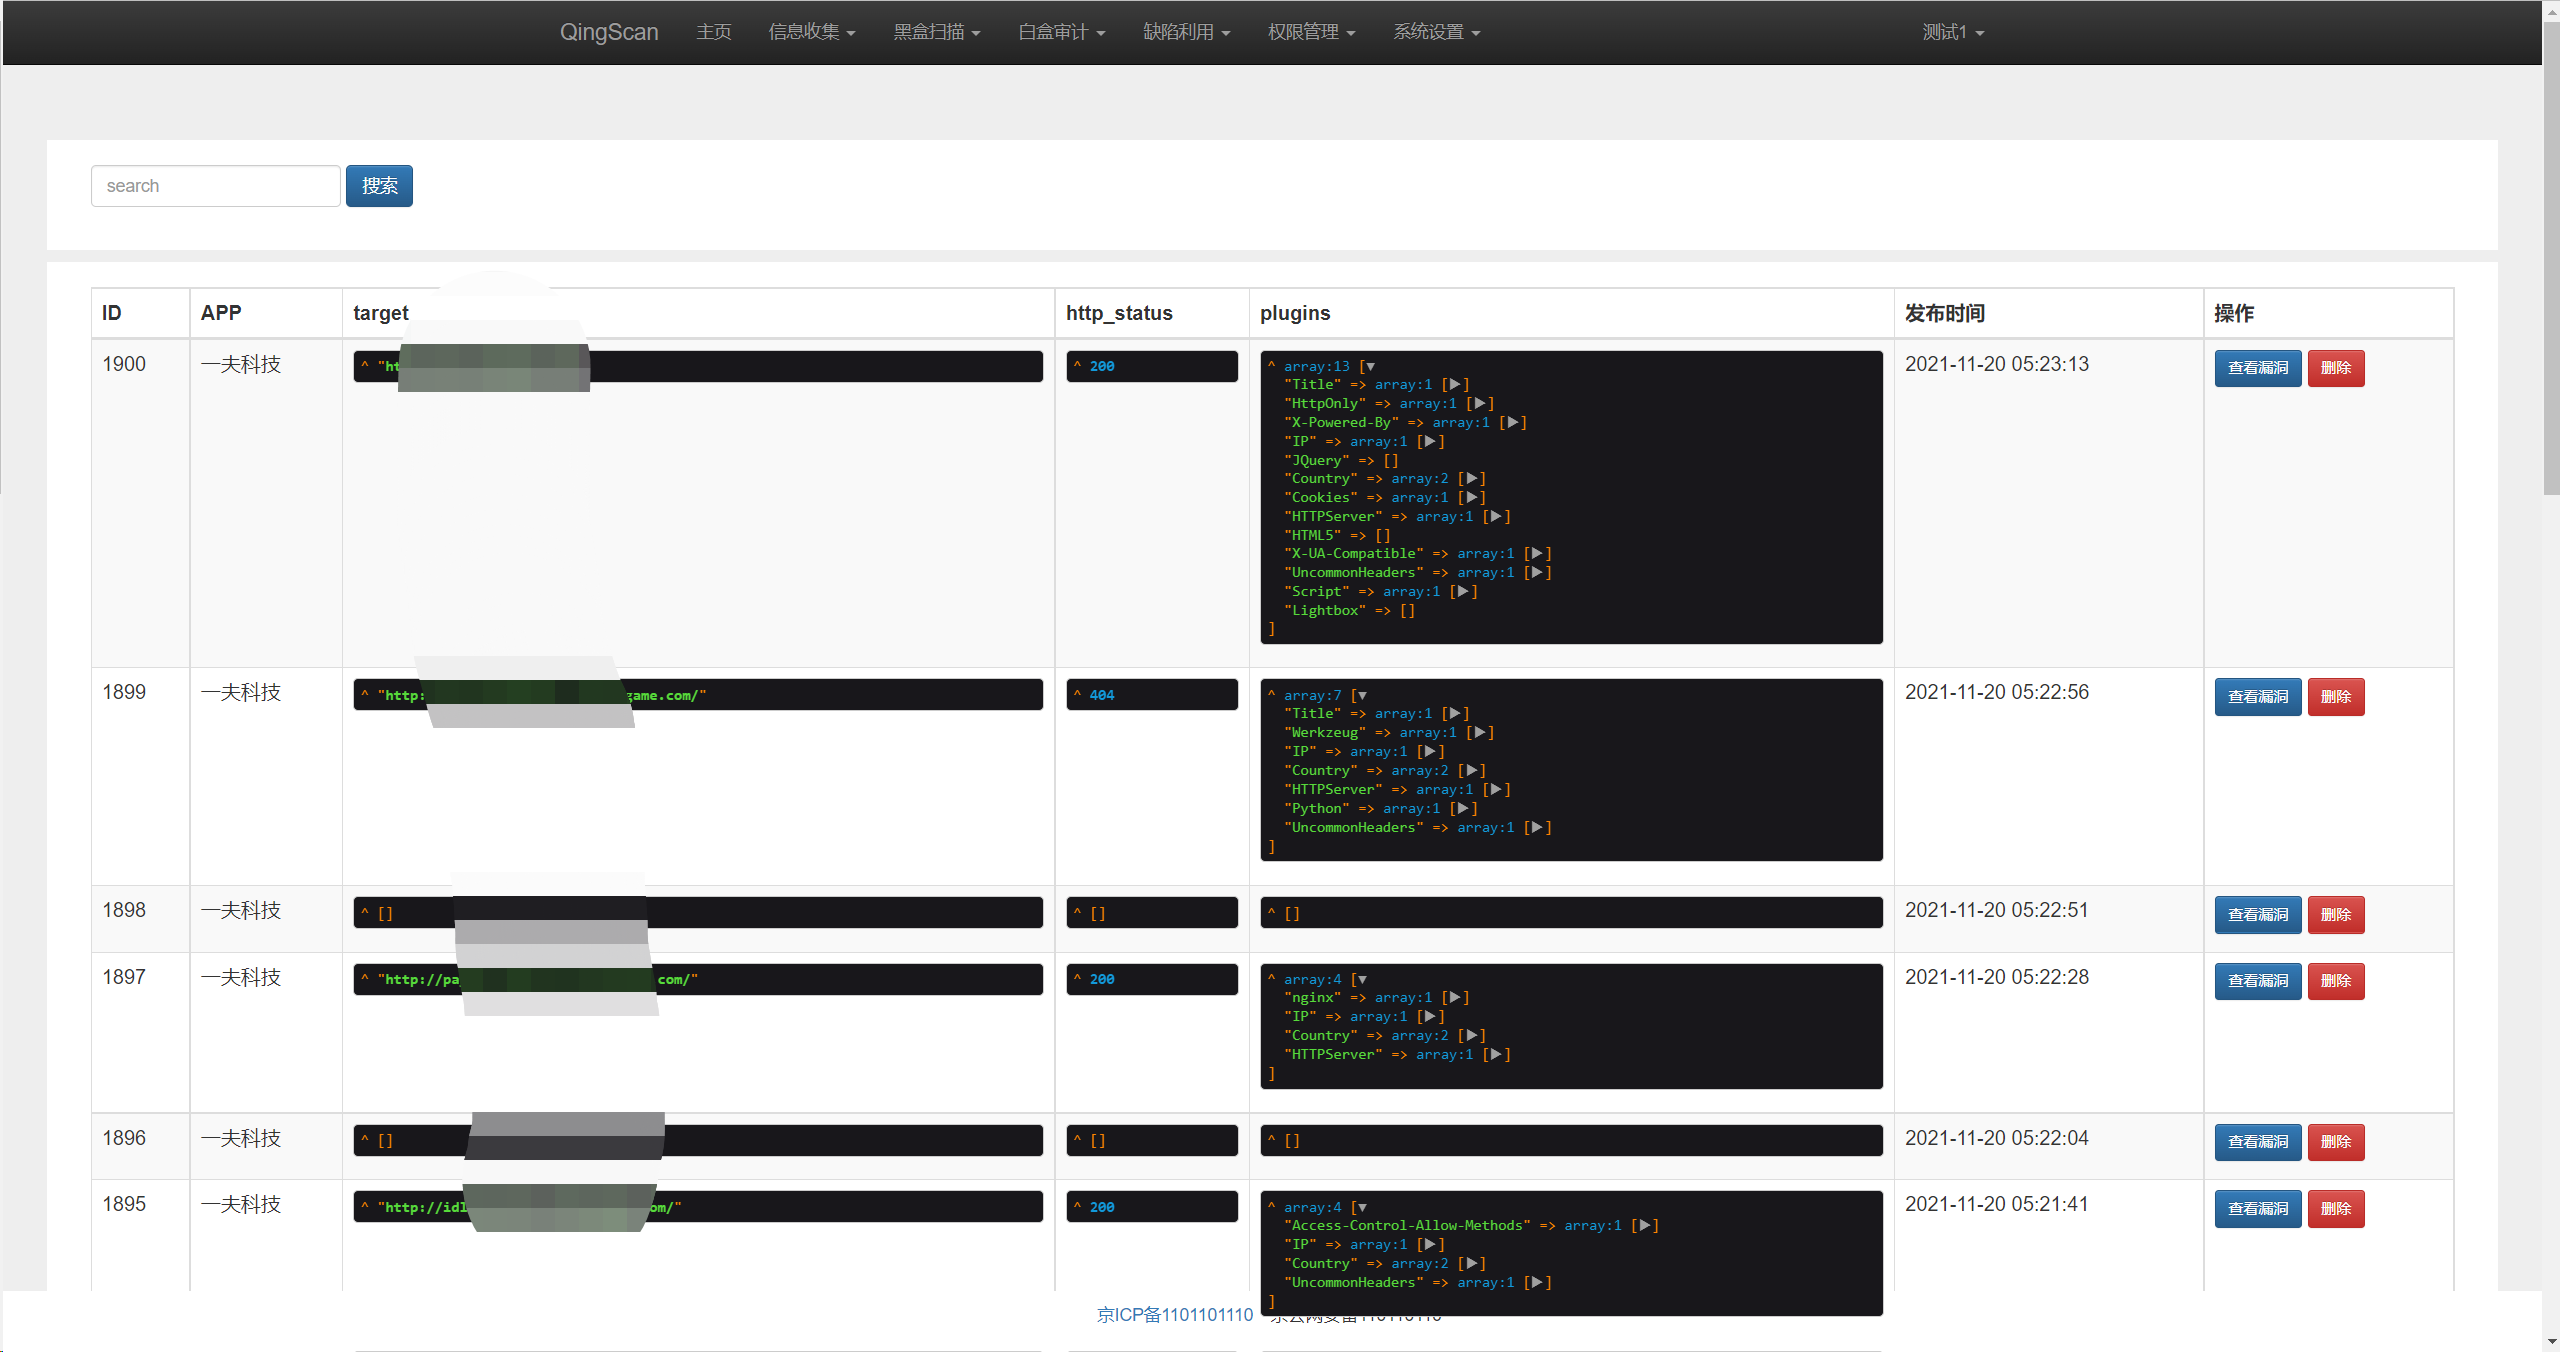 QingScan 主页 信息收集 黑盒扫描 白盒审计 缺陷利用 权限管理 系统设置 测试1
search 搜索
ID APP target http_status plugins 发布时间 操作
1900 一夫科技 ^ "ht ^ 200 ^ array:13 [▼ 2021-11-20 05:23:13 查看漏洞 删除
"Title" => array:1 [▶]
"HttpOnly" => array:1 [▶]
"X-Powered-By" => array:1 [▶]
"IP" => array:1 [▶]
"JQuery" => []
"Country" => array:2 [▶]
"Cookies" => array:1 [▶]
"HTTPServer" => array:1 [▶]
"HTML5" => []
"X-UA-Compatible" => array:1 [▶]
"UncommonHeaders" => array:1 [▶]
"Script" => array:1 [▶]
"Lightbox" => []
]
1899 一夫科技 ^ "http: game.com/" ^ 404 ^ array:7 [▼ 2021-11-20 05:22:56 查看漏洞 删除
"Title" => array:1 [▶]
"Werkzeug" => array:1 [▶]
"IP" => array:1 [▶]
"Country" => array:2 [▶]
"HTTPServer" => array:1 [▶]
"Python" => array:1 [▶]
"UncommonHeaders" => array:1 [▶]
]
1898 一夫科技 ^ [] ^ [] ^ [] 2021-11-20 05:22:51 查看漏洞 删除
1897 一夫科技 ^ "http://pa com/" ^ 200 ^ array:4 [▼ 2021-11-20 05:22:28 查看漏洞 删除
"nginx" => array:1 [▶]
"IP" => array:1 [▶]
"Country" => array:2 [▶]
"HTTPServer" => array:1 [▶]
]
1896 一夫科技 ^ [] ^ [] ^ [] 2021-11-20 05:22:04 查看漏洞 删除
1895 一夫科技 ^ "http://idl om/" ^ 200 ^ array:4 [▼ 2021-11-20 05:21:41 查看漏洞 删除
"Access-Control-Allow-Methods" => array:1 [▶]
"IP" => array:1 [▶]
"Country" => array:2 [▶]
"UncommonHeaders" => array:1 [▶]
]
京ICP备1101101110